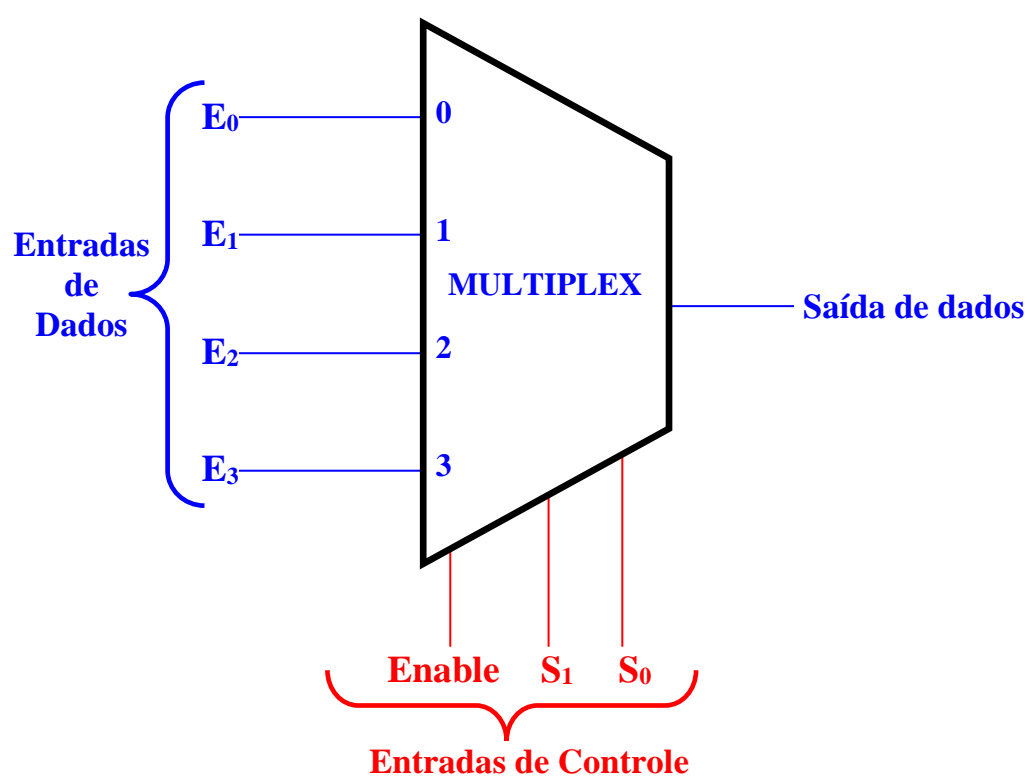 E₀
0
E₁
1
Entradas
de
Dados
MULTIPLEX
Saída de dados
E₂
2
E₃
3
Enable S₁ S₀
Entradas de Controle